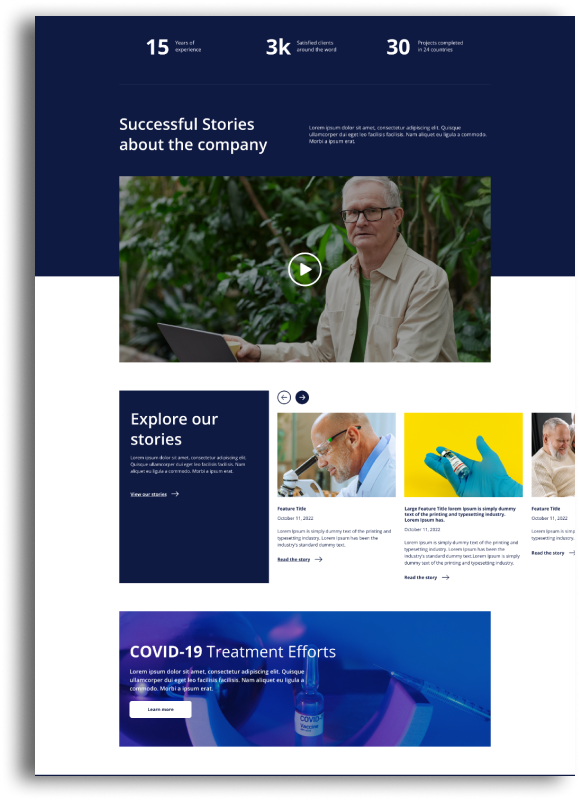 15
Years of
experience
3k
Satisfied clients
around the word
30
Projects completed
in 24 countries
Successful Stories
about the company
Lorem ipsum dolor sit amet, consectetur adipiscing elit. Quisque
ullamcorper dui eget leo facilisis facilisis. Nam aliquet eu ligula a commodo.
Morbi a ipsum erat.
Explore our
stories
Lorem ipsum dolor sit amet, consectetur adipiscing elit.
Quisque ullamcorper dui eget leo facilisis facilisis. Nam
aliquet eu ligula a commodo. Morbi a ipsum erat.
View our stories
Feature Title
October 11, 2022
Lorem Ipsum is simply dummy text of the printing and
typesetting industry. Lorem Ipsum has been the
industry's standard dummy text.
Read the story
Large Feature Title lorem Ipsum is simply dummy
text of the printing and typesetting industry.
Lorem Ipsum has.
October 11, 2022
Lorem Ipsum is simply dummy text of the printing and
typesetting industry. Lorem Ipsum has been the
industry's standard dummy text.Lorem Ipsum is simply
dummy text of the printing and typesetting industry.
Read the story
Feature Title
October 11, 2022
Lorem Ipsum is
typesetting
Read the story
COVID-19 Treatment Efforts
Lorem ipsum dolor sit amet, consectetur adipiscing elit. Quisque
ullamcorper dui eget leo facilisis facilisis. Nam aliquet eu ligula a
commodo. Morbi a ipsum erat.
Learn more
COVID-
Vaccine